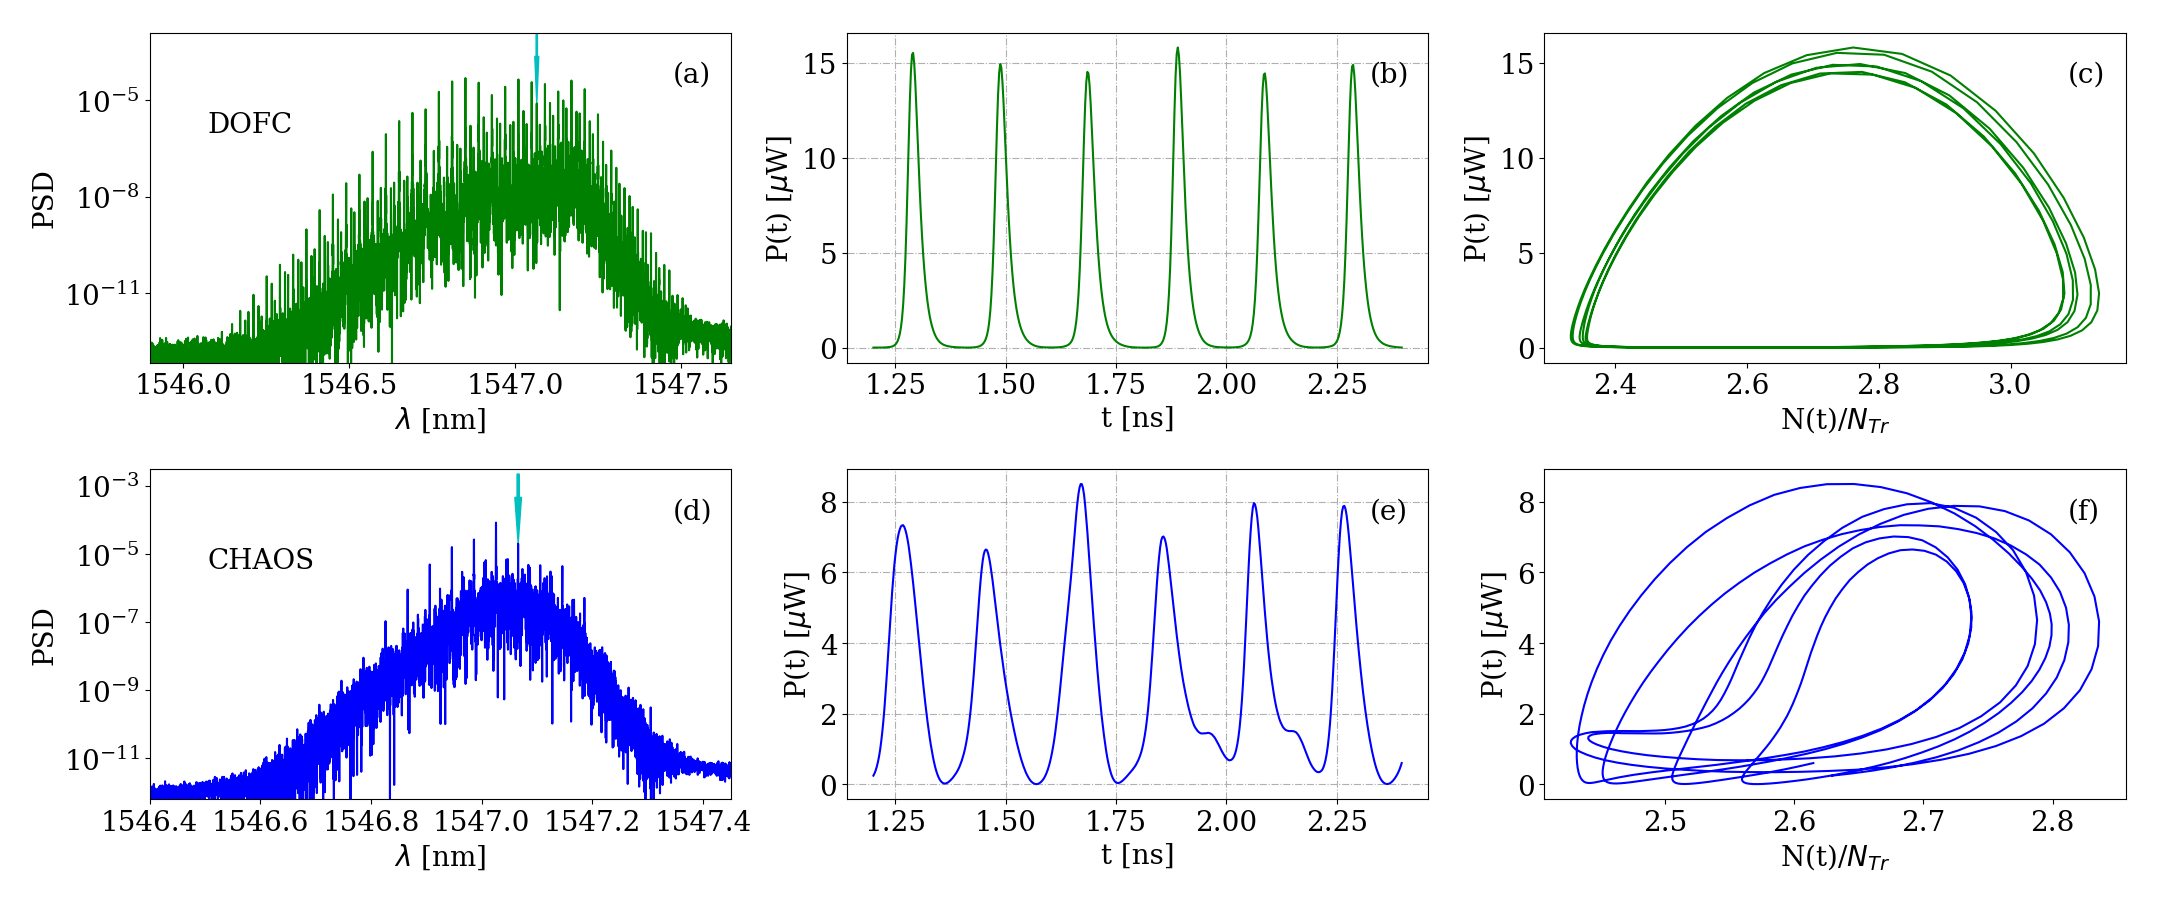 (a)
DOFC
PSD
10⁻⁵
10⁻⁸
10⁻¹¹
1546.0 1546.5 1547.0 1547.5
λ [nm]
(b)
P(t) [μW]
15
10
5
0
1.25 1.50 1.75 2.00 2.25
t [ns]
(c)
P(t) [μW]
15
10
5
0
2.4 2.6 2.8 3.0
N(t)/N_Tr
(d)
CHAOS
PSD
10⁻³
10⁻⁵
10⁻⁷
10⁻⁹
10⁻¹¹
1546.4 1546.6 1546.8 1547.0 1547.2 1547.4
λ [nm]
(e)
P(t) [μW]
8
6
4
2
0
1.25 1.50 1.75 2.00 2.25
t [ns]
(f)
P(t) [μW]
8
6
4
2
0
2.5 2.6 2.7 2.8
N(t)/N_Tr